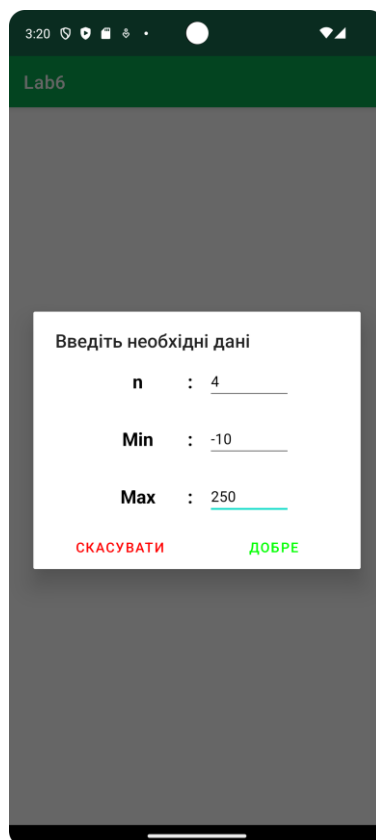 3:20
Lab6
Введіть необхідні дані
n : 4
Min : -10
Max : 250
СКАСУВАТИ ДОБРЕ